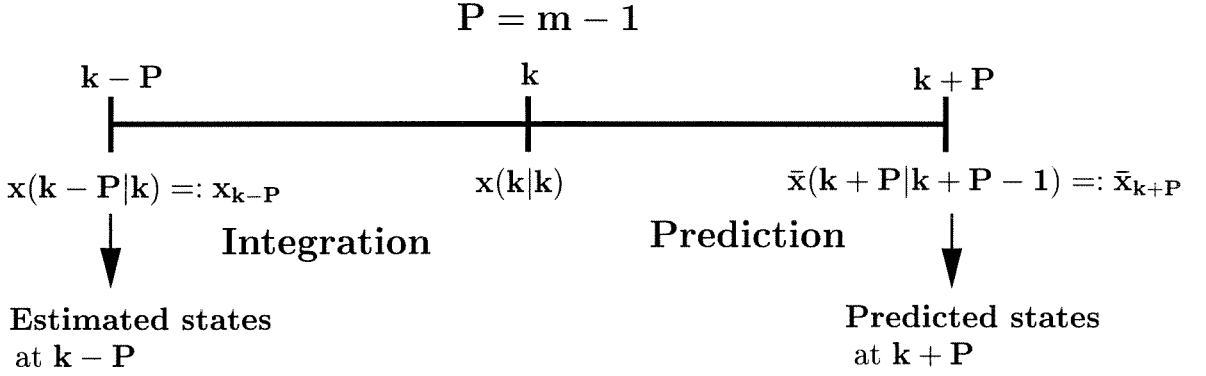 P = m − 1
k − P k k + P
x(k − P|k) =: x_{k−P} x(k|k) x̄(k + P|k + P − 1) =: x̄_{k+P}
Integration Prediction
Estimated states
at k − P
Predicted states
at k + P